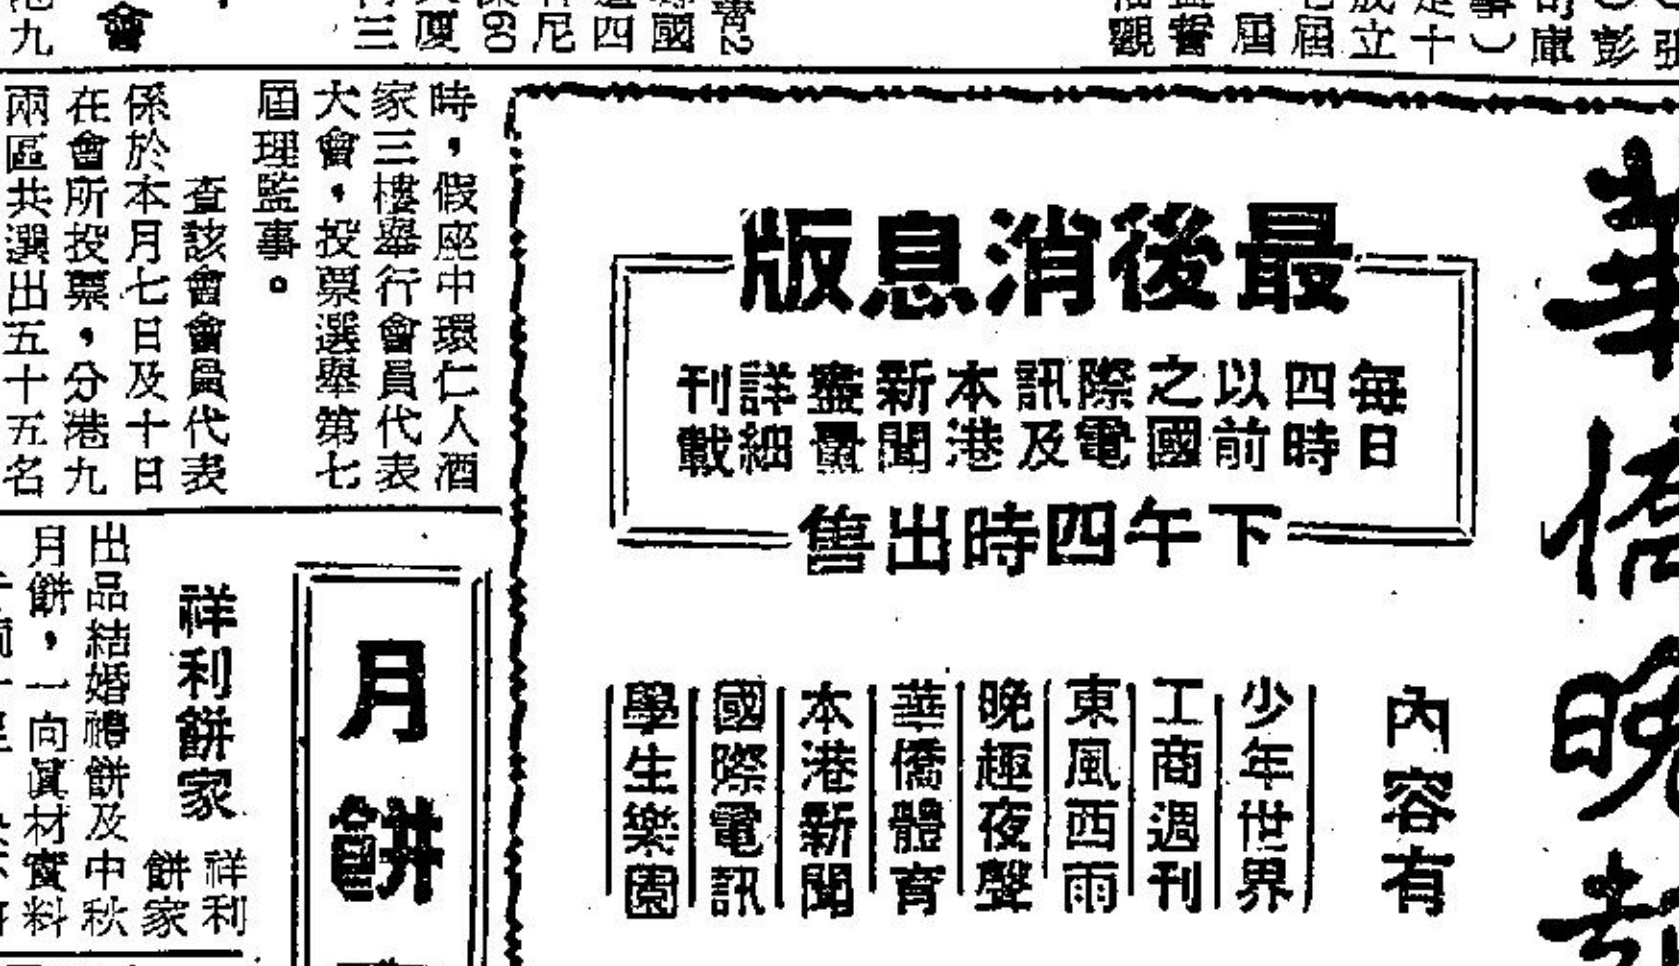 華僑晚
最後消息版
每日
四時
以前
之國
際電
訊及
本港
新聞
盡量
詳細
刊載
下午四時出售
內容有
少年世界
工商週刊
東風西雨
晚趣夜聲
華僑體育
本港新聞
國際電訊
學生樂園
時，假座中環仁人酒
家三樓舉行會員代表
大會，投票選舉第七
屆理監事。
查該會會員代表
係於本月七日及十日
在會所投票，分港九
兩區共選出五十五名
月餅
祥利餅家
祥利
餅家
出品結婚禮餅及中秋
月餅，一向眞材實料